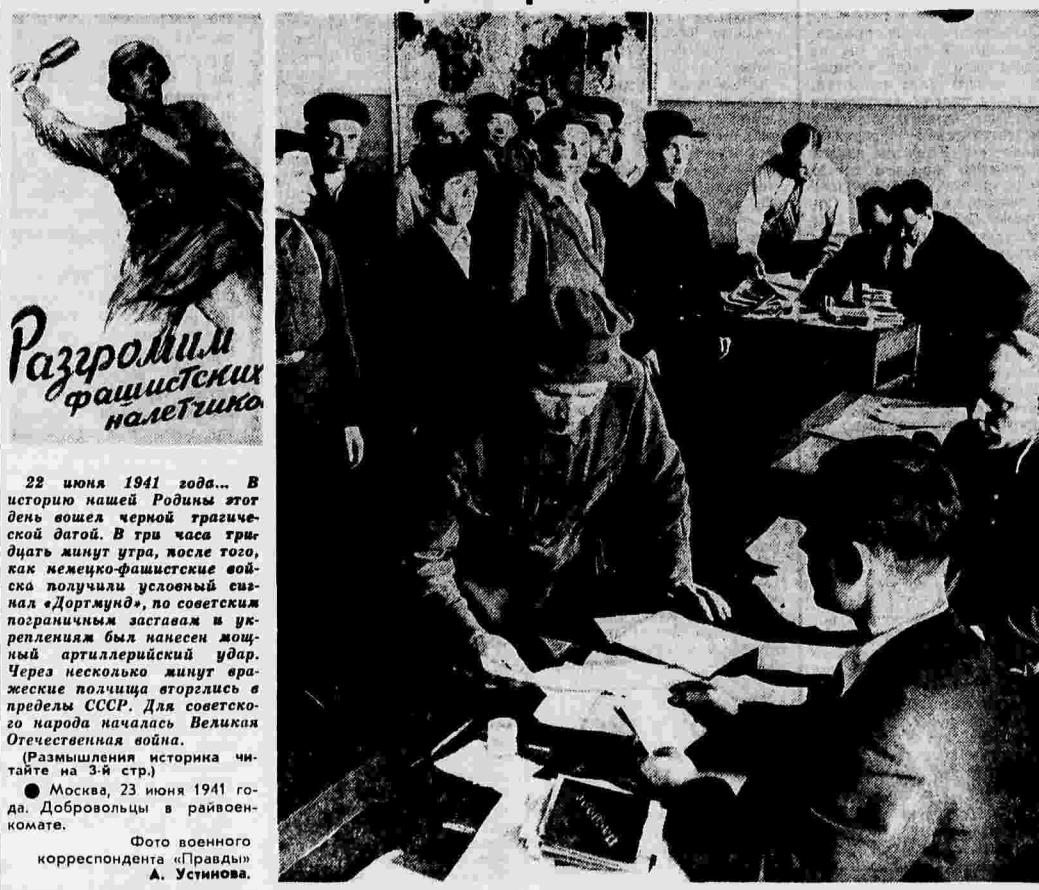 Разгромим
фашистских
налетчико
22 июня 1941 года... В
историю нашей Родины этот
день вошел черной трагиче-
ской датой. В три часа три-
дцать минут утра, после того,
как немецко-фашистские вой-
ска получили условный сиг-
нал «Дортмунд», по советским
пограничным заставам и ук-
реплениям был нанесен мощ-
ный артиллерийский удар.
Через несколько минут вра-
жеские полчища вторглись в
пределы СССР. Для советско-
го народа началась Великая
Отечественная война.
(Размышления историка чи-
тайте на 3-й стр.)
● Москва, 23 июня 1941 го-
да. Добровольцы в райвоен-
комате.
Фото военного
корреспондента «Правды»
А. Устинова.